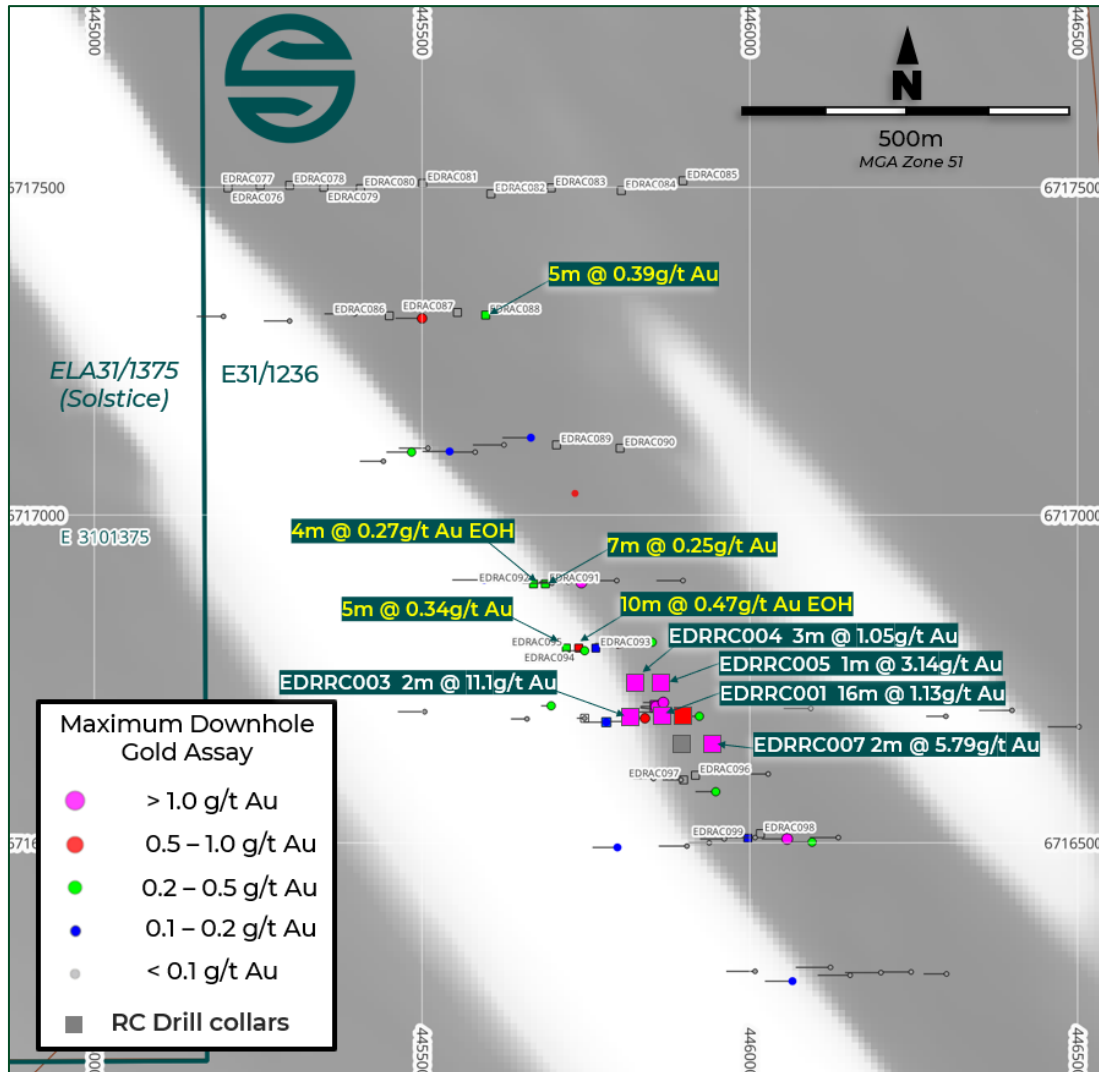 445000
445500
446000
446500
N
500m
MGA Zone 51
EDRAC077
EDRAC078
EDRAC080
EDRAC081
EDRAC083
EDRAC085
6717500
6717500
EDRAC076
EDRAC079
EDRAC082
EDRAC084
5m @ 0.39g/t Au
EDRAC086
EDRAC087
EDRAC088
ELA31/1375
(Solstice)
E31/1236
EDRAC089
EDRAC090
6717000
6717000
E 3101375
4m @ 0.27g/t Au EOH
7m @ 0.25g/t Au
EDRAC092
EDRAC091
5m @ 0.34g/t Au
10m @ 0.47g/t Au EOH
EDRAC095
EDRAC093
EDRAC094
EDRRC004 3m @ 1.05g/t Au
EDRRC005 1m @ 3.14g/t Au
EDRRC003 2m @ 11.1g/t Au
EDRRC001 16m @ 1.13g/t Au
EDRRC007 2m @ 5.79g/t Au
EDRAC097
EDRAC096
EDRAC099
EDRAC098
6716500
Maximum Downhole
Gold Assay
> 1.0 g/t Au
0.5 – 1.0 g/t Au
0.2 – 0.5 g/t Au
0.1 – 0.2 g/t Au
< 0.1 g/t Au
RC Drill collars
445500
446000
446500